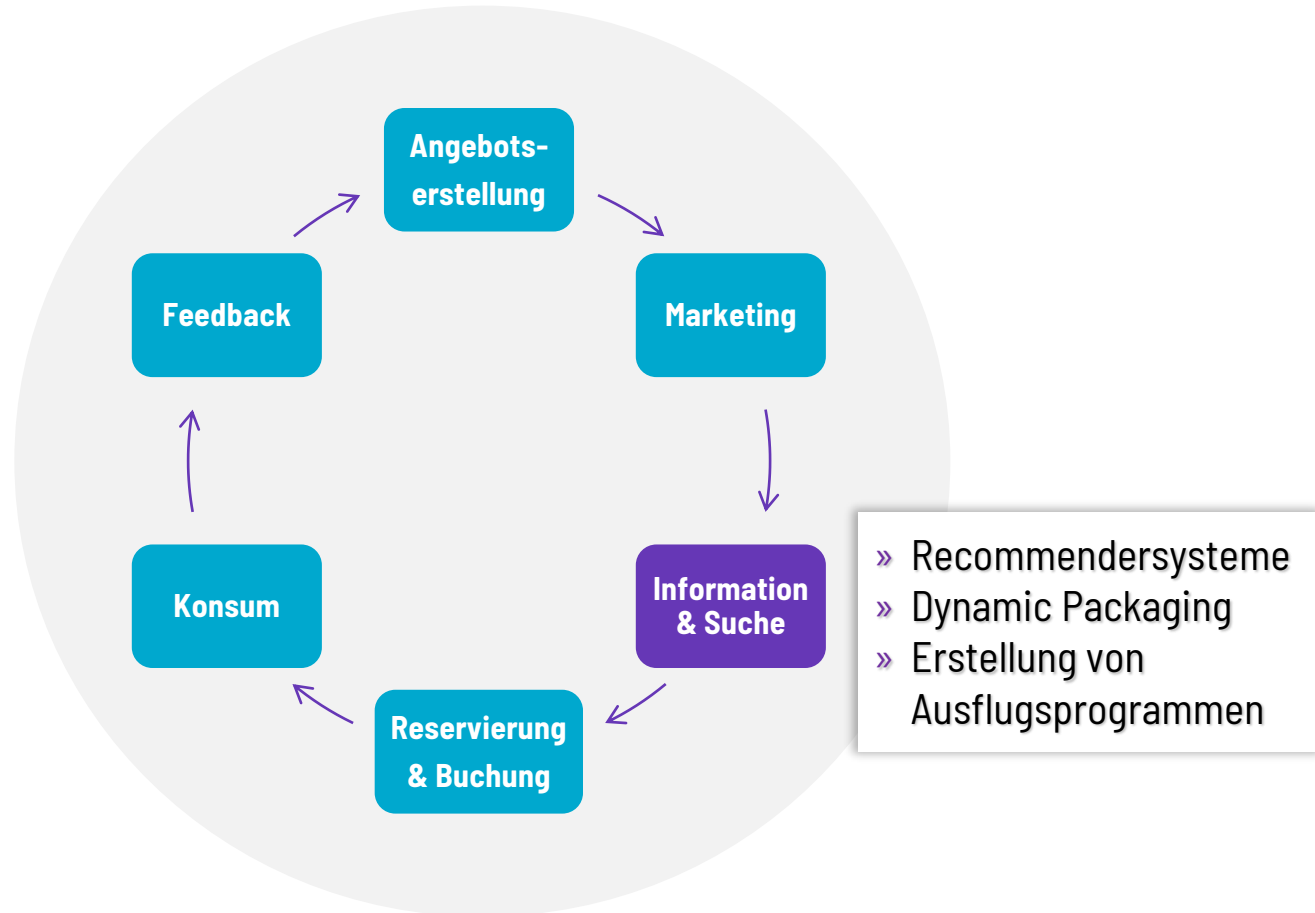 Angebots-
erstellung
Marketing
Feedback
Information
& Suche
Konsum
Reservierung
& Buchung
» Recommendersysteme
» Dynamic Packaging
» Erstellung von
Ausflugsprogrammen